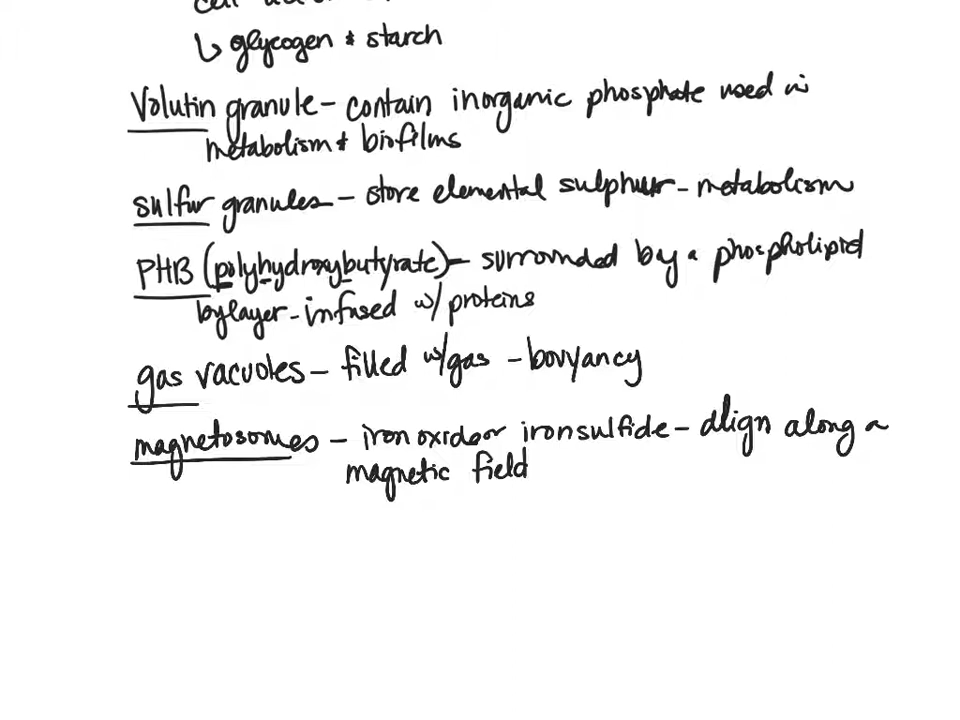 ↳ glycogen & starch
Volutin granule - contain inorganic phosphate used in
metabolism & biofilms
sulfur granules - store elemental sulphur - metabolism
PHB (polyhydroxybutyrate) - surrounded by a phospholipid
bylayer - infused w/ proteins
gas vacuoles - filled w/ gas - bouyancy
magnetosomes - iron oxide or iron sulfide - align along a
magnetic field